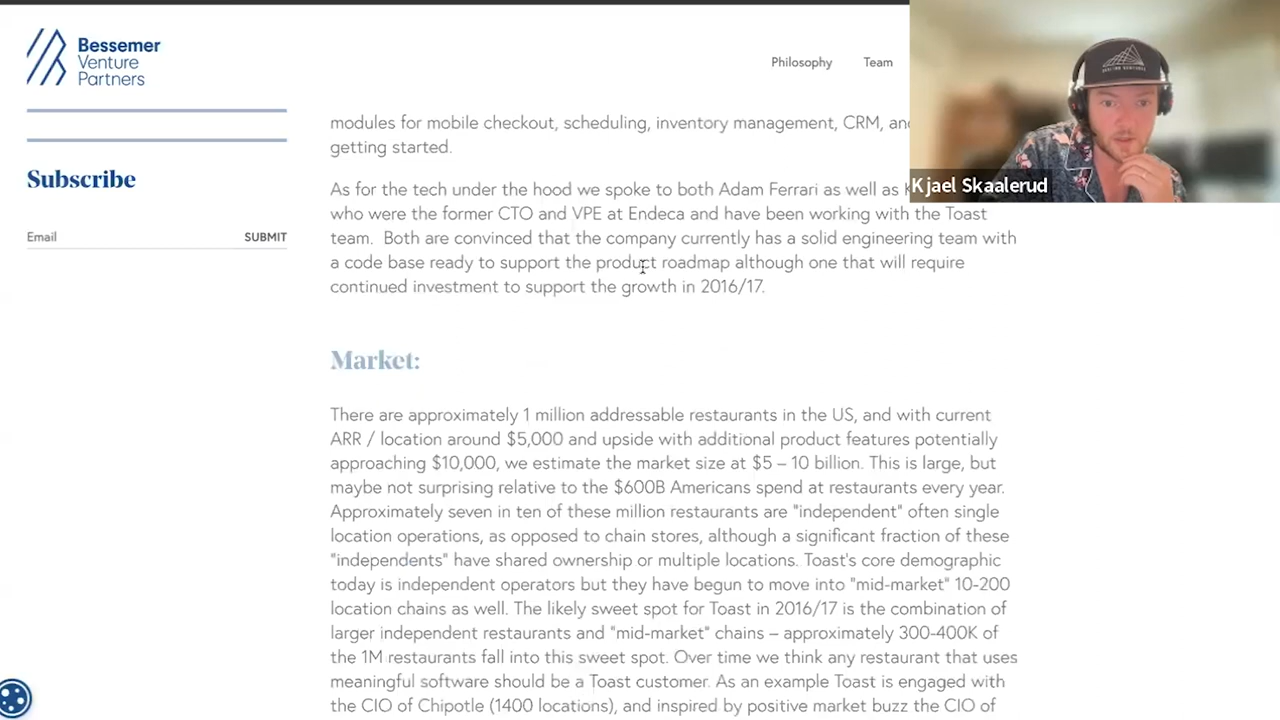 Bessemer
Venture
Partners
Philosophy
Team
Subscribe
Email
SUBMIT
modules for mobile checkout, scheduling, inventory management, CRM, and
getting started.
As for the tech under the hood we spoke to both Adam Ferrari as well as K
who were the former CTO and VPE at Endeca and have been working with the Toast
team. Both are convinced that the company currently has a solid engineering team with
a code base ready to support the product roadmap although one that will require
continued investment to support the growth in 2016/17.
Market:
There are approximately 1 million addressable restaurants in the US, and with current
ARR / location around $5,000 and upside with additional product features potentially
approaching $10,000, we estimate the market size at $5 – 10 billion. This is large, but
maybe not surprising relative to the $600B Americans spend at restaurants every year.
Approximately seven in ten of these million restaurants are "independent" often single
location operations, as opposed to chain stores, although a significant fraction of these
"independents" have shared ownership or multiple locations. Toast's core demographic
today is independent operators but they have begun to move into "mid-market" 10-200
location chains as well. The likely sweet spot for Toast in 2016/17 is the combination of
larger independent restaurants and "mid-market" chains – approximately 300-400K of
the 1M restaurants fall into this sweet spot. Over time we think any restaurant that uses
meaningful software should be a Toast customer. As an example Toast is engaged with
the CIO of Chipotle (1400 locations), and inspired by positive market buzz the CIO of
Kjael Skaalerud